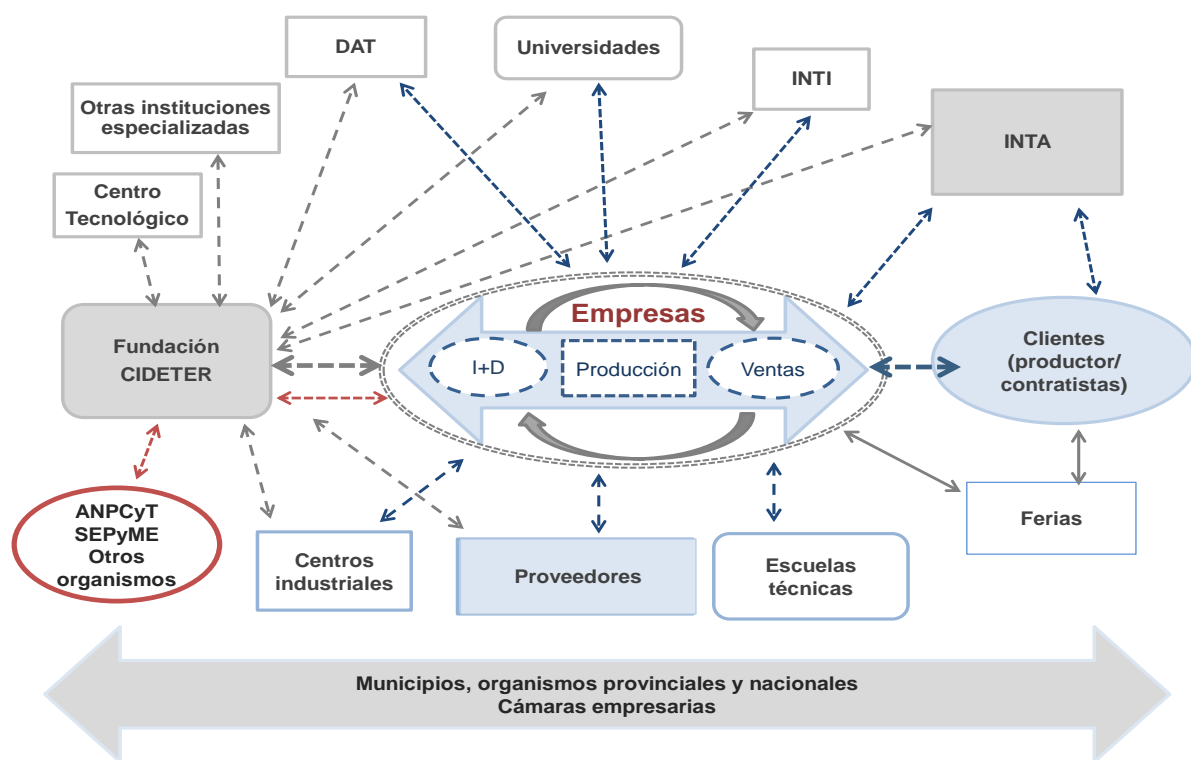 DAT
Universidades
INTI
Otras instituciones
especializadas
INTA
Centro
Tecnológico
Empresas
Fundación
CIDETER
I+D
Producción
Ventas
Clientes
(productor/
contratistas)
ANPCyT
SEPyME
Otros
organismos
Centros
industriales
Proveedores
Escuelas
técnicas
Ferias
Municipios, organismos provinciales y nacionales
Cámaras empresarias